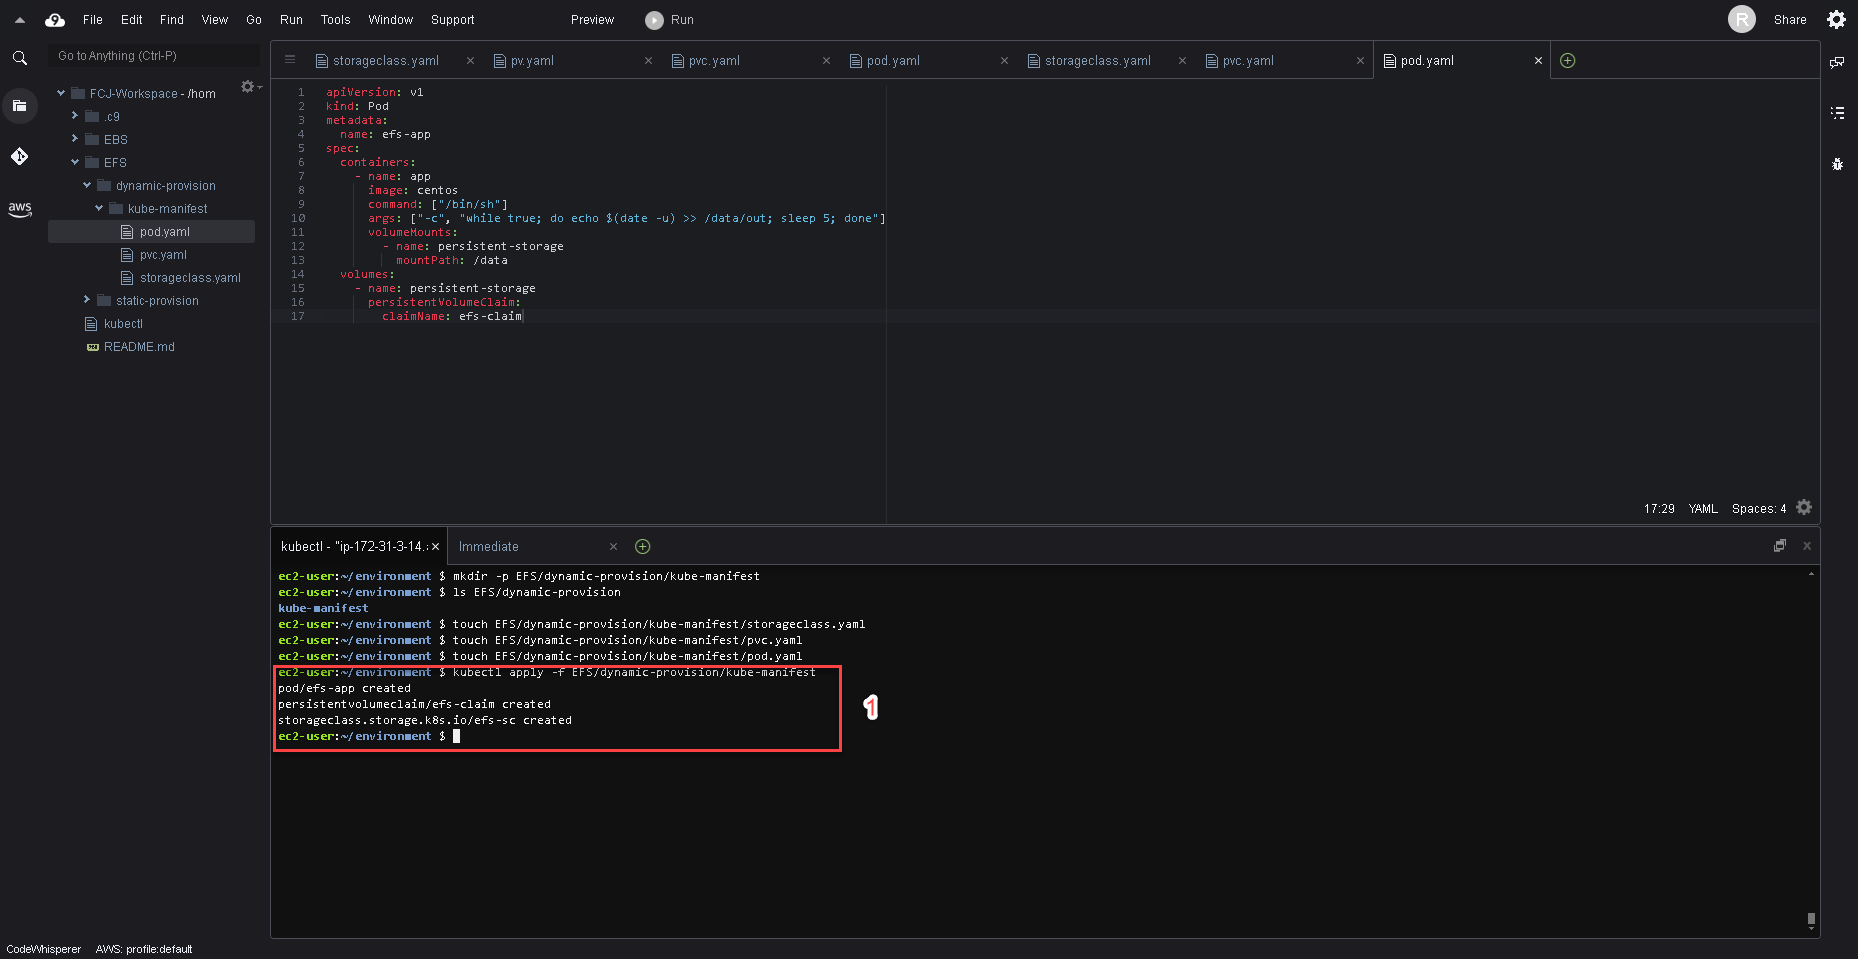 File Edit Find View Go Run Tools Window Support Preview Run
R Share
Go to Anything (Ctrl-P)
storageclass.yaml pv.yaml pvc.yaml pod.yaml storageclass.yaml pvc.yaml pod.yaml
FCJ-Workspace - /hom
.c9
EBS
EFS
dynamic-provision
kube-manifest
pod.yaml
pvc.yaml
storageclass.yaml
static-provision
kubectl
README.md
aws
1 apiVersion: v1
2 kind: Pod
3 metadata:
4 name: efs-app
5 spec:
6 containers:
7 - name: app
8 image: centos
9 command: ["/bin/sh"]
10 args: ["-c", "while true; do echo $(date -u) >> /data/out; sleep 5; done"]
11 volumeMounts:
12 - name: persistent-storage
13 mountPath: /data
14 volumes:
15 - name: persistent-storage
16 persistentVolumeClaim:
17 claimName: efs-claim
17:29 YAML Spaces: 4
kubectl - "ip-172-31-3-14. Immediate
ec2-user:~/environment $ mkdir -p EFS/dynamic-provision/kube-manifest
ec2-user:~/environment $ ls EFS/dynamic-provision
kube-manifest
ec2-user:~/environment $ touch EFS/dynamic-provision/kube-manifest/storageclass.yaml
ec2-user:~/environment $ touch EFS/dynamic-provision/kube-manifest/pvc.yaml
ec2-user:~/environment $ touch EFS/dynamic-provision/kube-manifest/pod.yaml
ec2-user:~/environment $ kubectl apply -f EFS/dynamic-provision/kube-manifest
pod/efs-app created
persistentvolumeclaim/efs-claim created
storageclass.storage.k8s.io/efs-sc created
ec2-user:~/environment $
1
CodeWhisperer AWS: profile:default